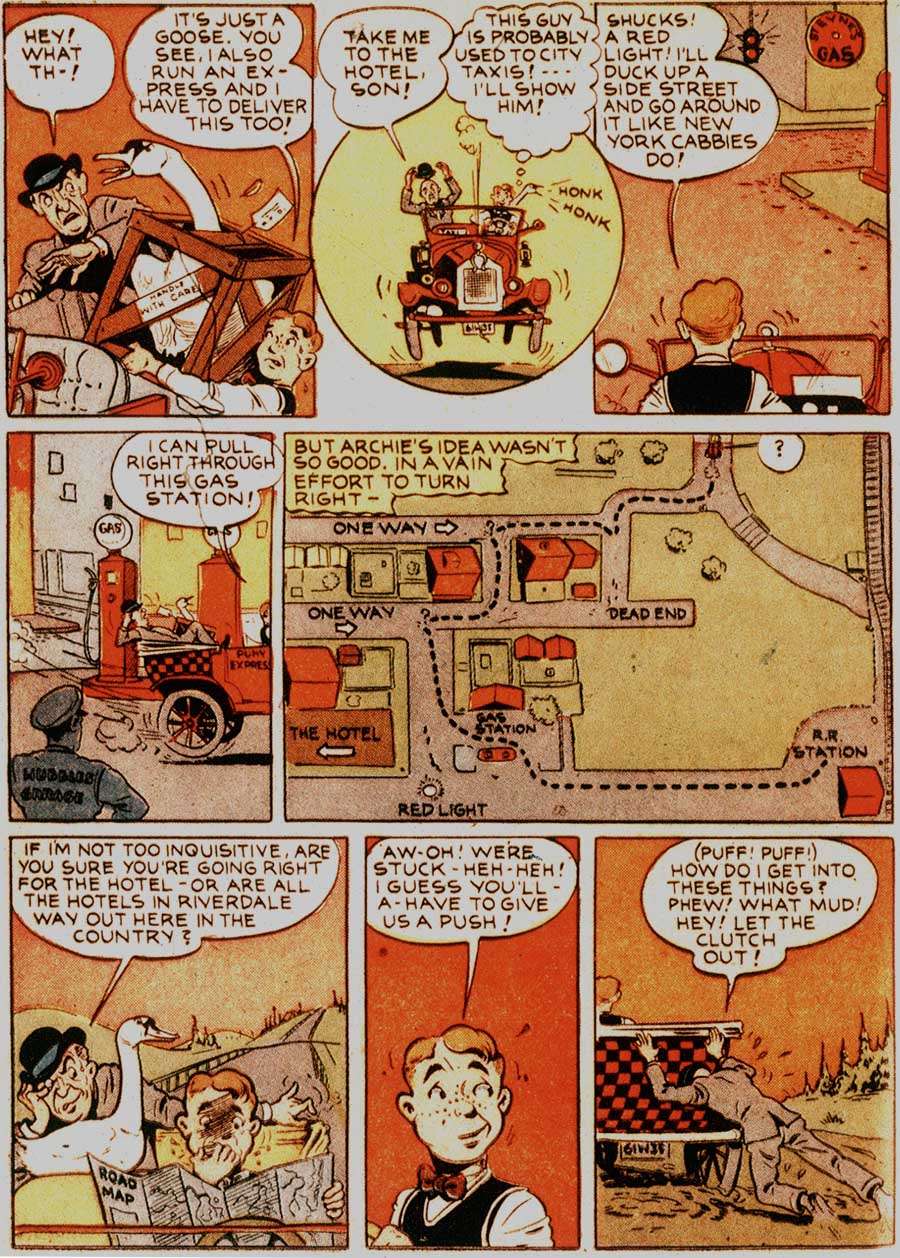 HEY!
WHAT
TH-!
IT'S JUST A
GOOSE. YOU
SEE, I ALSO
RUN AN EX-
PRESS AND I
HAVE TO DELIVER
THIS TOO!
HANDLE
WITH CARE
TAKE ME
TO THE
HOTEL,
SON!
THIS GUY
IS PROBABLY
USED TO CITY
TAXIS! ---
I'LL SHOW
HIM!
HONK
HONK
61W35
SHUCKS!
A RED
LIGHT! I'LL
DUCK UP A
SIDE STREET
AND GO AROUND
IT LIKE NEW
YORK CABBIES
DO!
GAS
I CAN PULL
RIGHT THROUGH
THIS GAS
STATION!
GAS
GAS
EXPRESS
GARAGE
BUT ARCHIE'S IDEA WASN'T
SO GOOD. IN A VAIN
EFFORT TO TURN
RIGHT -
?
ONE WAY
?
ONE WAY
?
DEAD END
GAS
STATION
THE HOTEL
R.R.
STATION
RED LIGHT
IF I'M NOT TOO INQUISITIVE, ARE
YOU SURE YOU'RE GOING RIGHT
FOR THE HOTEL - OR ARE ALL
THE HOTELS IN RIVERDALE
WAY OUT HERE IN THE
COUNTRY?
ROAD
MAP
AW-OH! WERE
STUCK - HEH-HEH!
I GUESS YOU'LL -
A-HAVE TO GIVE
US A PUSH!
(PUFF! PUFF!)
HOW DO I GET INTO
THESE THINGS?
PHEW! WHAT MUD!
HEY! LET THE
CLUTCH
OUT!
61W35